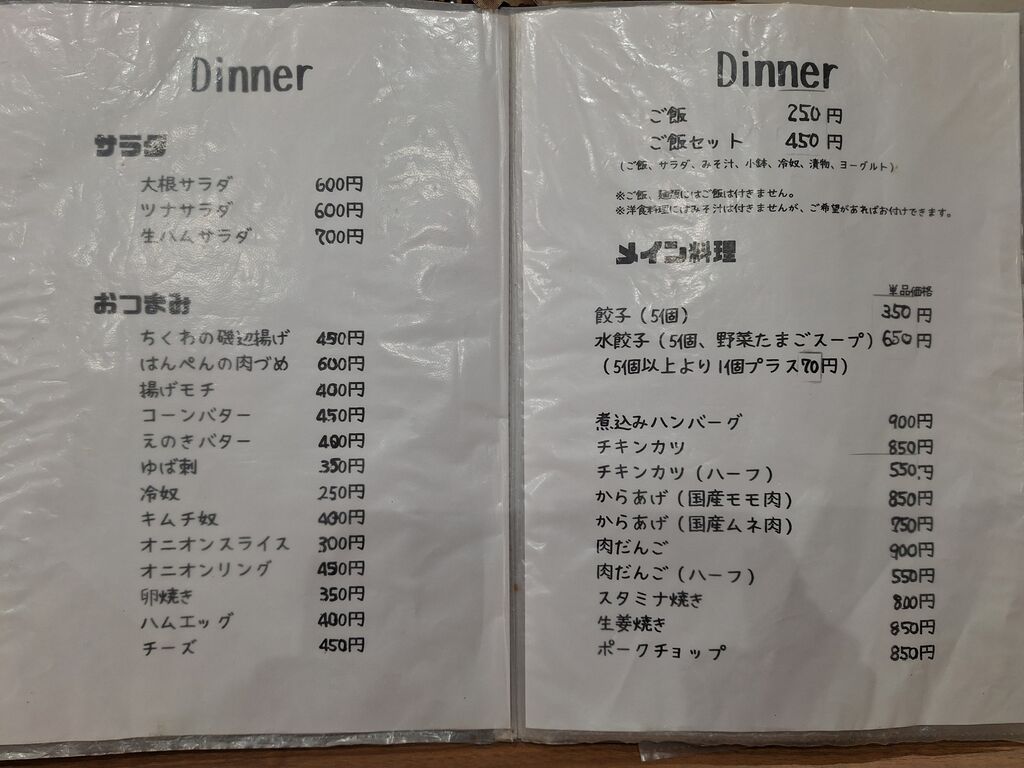 Dinner
サラダ
大根サラダ 600円
ツナサラダ 600円
生ハムサラダ 700円
おつまみ
ちくわの磯辺揚げ 450円
はんぺんの肉づめ 600円
揚げモチ 400円
コーンバター 450円
えのきバター 400円
ゆば刺 350円
冷奴 250円
キムチ奴 400円
オニオンスライス 300円
オニオンリング 450円
卵焼き 350円
ハムエッグ 400円
チーズ 450円
Dinner
ご飯 250円
ご飯セット 450円
(ご飯、サラダ、みそ汁、小鉢、冷奴、漬物、ヨーグルト)
※ご飯、麺類にはご飯は付きません。
※洋食料理にはみそ汁は付きませんが、ご希望があればお付けできます。
メイン料理
単品価格
餃子(5個) 350円
水餃子(5個、野菜たまごスープ) 650円
(5個以上より1個プラス70円)
煮込みハンバーグ 900円
チキンカツ 850円
チキンカツ(ハーフ) 550円
からあげ(国産モモ肉) 850円
からあげ(国産ムネ肉) 750円
肉だんご 900円
肉だんご(ハーフ) 550円
スタミナ焼き 800円
生姜焼き 850円
ポークチョップ 850円